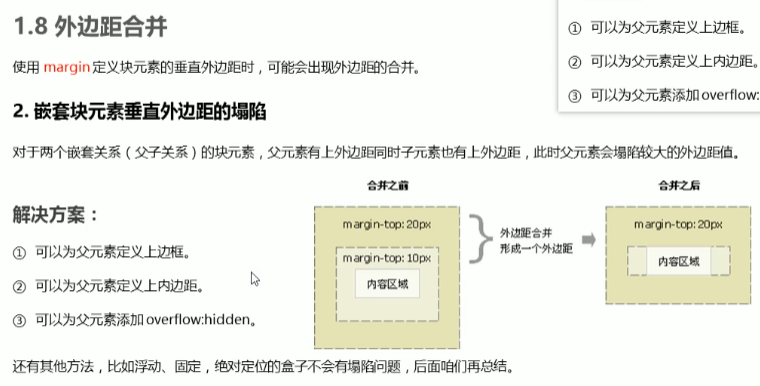 1.8 外边距合并
使用 margin 定义块元素的垂直外边距时，可能会出现外边距的合并。
2. 嵌套块元素垂直外边距的塌陷
对于两个嵌套关系（父子关系）的块元素，父元素有上外边距同时子元素也有上外边距，此时父元素会塌陷较大的外边距值。
解决方案：
① 可以为父元素定义上边框。
② 可以为父元素定义上内边距。
③ 可以为父元素添加 overflow:hidden。
合并之前
margin-top: 20px
margin-top: 10px
内容区域
外边距合并
形成一个外边距
合并之后
margin-top: 20px
内容区域
还有其他方法，比如浮动、固定，绝对定位的盒子不会有塌陷问题，后面咱们再总结。
① 可以为父元素定义上边框。
② 可以为父元素定义上内边距。
③ 可以为父元素添加 overflow: